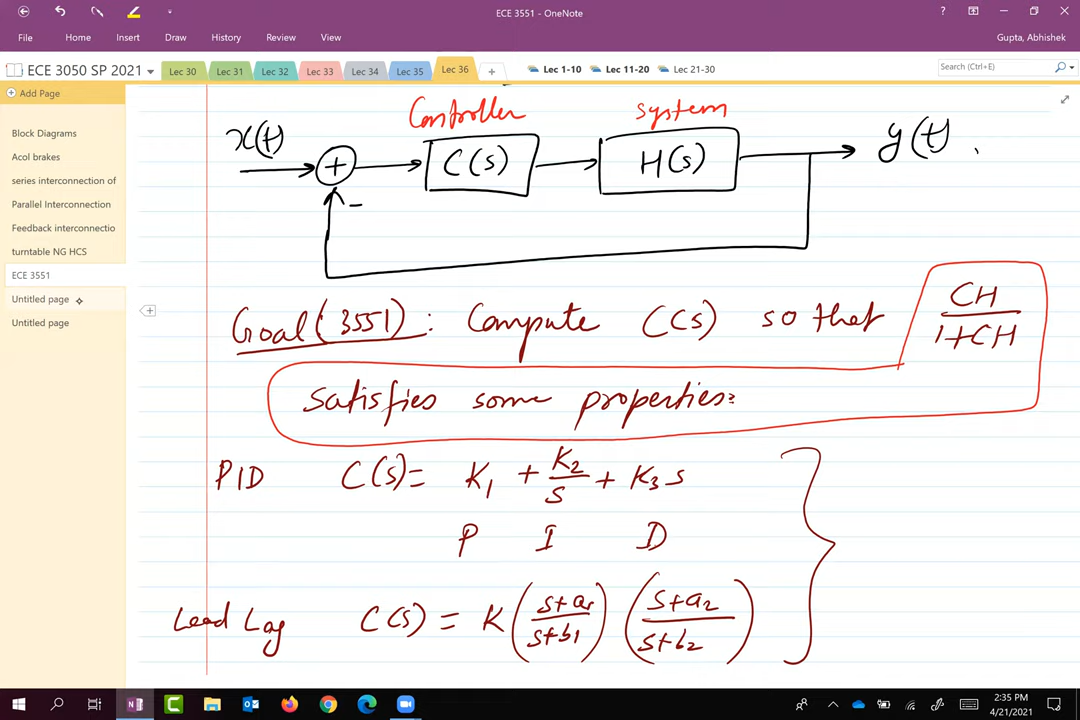 ECE 3551 - OneNote
File Home Insert Draw History Review View Gupta, Abhishek
ECE 3050 SP 2021 Lec 30 Lec 31 Lec 32 Lec 33 Lec 34 Lec 35 Lec 36 + Lec 1-10 Lec 11-20 Lec 21-30 Search (Ctrl+E)
Add Page
Block Diagrams
Acol brakes
series interconnection of
Parallel Interconnection
Feedback interconnectio
turntable NG HCS
ECE 3551
Untitled page
Untitled page
Controller system
x(t) + C(s) H(s) y(t).
-
Goal (3551): Compute C(s) so that CH/1+CH
satisfies some properties:
PID C(s) = K1 + K2/s + K3 s
P I D
Lead Lag C(s) = K (s+a1/s+b1) (s+a2/s+b2)
2:35 PM
4/21/2021